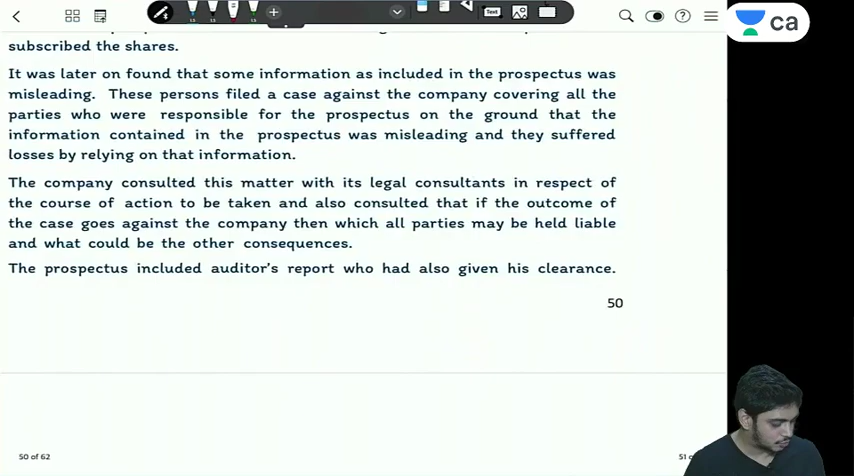 Text
ca
subscribed the shares.
It was later on found that some information as included in the prospectus was
misleading. These persons filed a case against the company covering all the
parties who were responsible for the prospectus on the ground that the
information contained in the prospectus was misleading and they suffered
losses by relying on that information.
The company consulted this matter with its legal consultants in respect of
the course of action to be taken and also consulted that if the outcome of
the case goes against the company then which all parties may be held liable
and what could be the other consequences.
The prospectus included auditor's report who had also given his clearance.
50
50 of 62
51